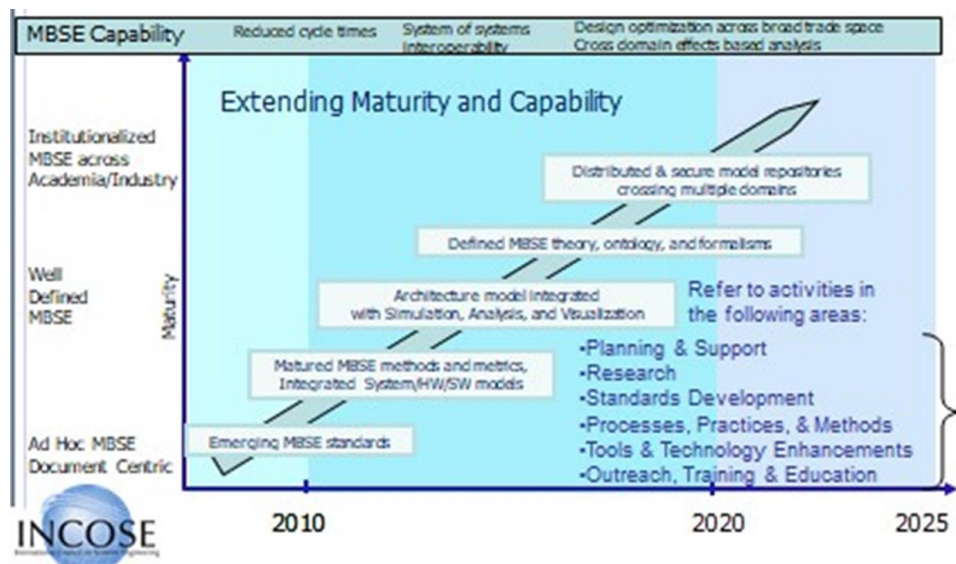 MBSE Capability
Reduced cycle times
System of systems
interoperability
Design optimization across broad trade space
Cross domain effects based analysis
Extending Maturity and Capability
Institutionalized
MBSE across
Academia/Industry
Distributed & secure model repositories
crossing multiple domains
Defined MBSE theory, ontology, and formalisms
Well
Defined
MBSE
Maturity
Architecture model integrated
with Simulation, Analysis, and Visualization
Refer to activities in
the following areas:
•Planning & Support
•Research
•Standards Development
•Processes, Practices, & Methods
•Tools & Technology Enhancements
•Outreach, Training & Education
Matured MBSE methods and metrics,
Integrated System/HW/SW models
Ad Hoc MBSE
Document Centric
Emerging MBSE standards
2010
2020
2025
INCOSE
International Council on Systems Engineering